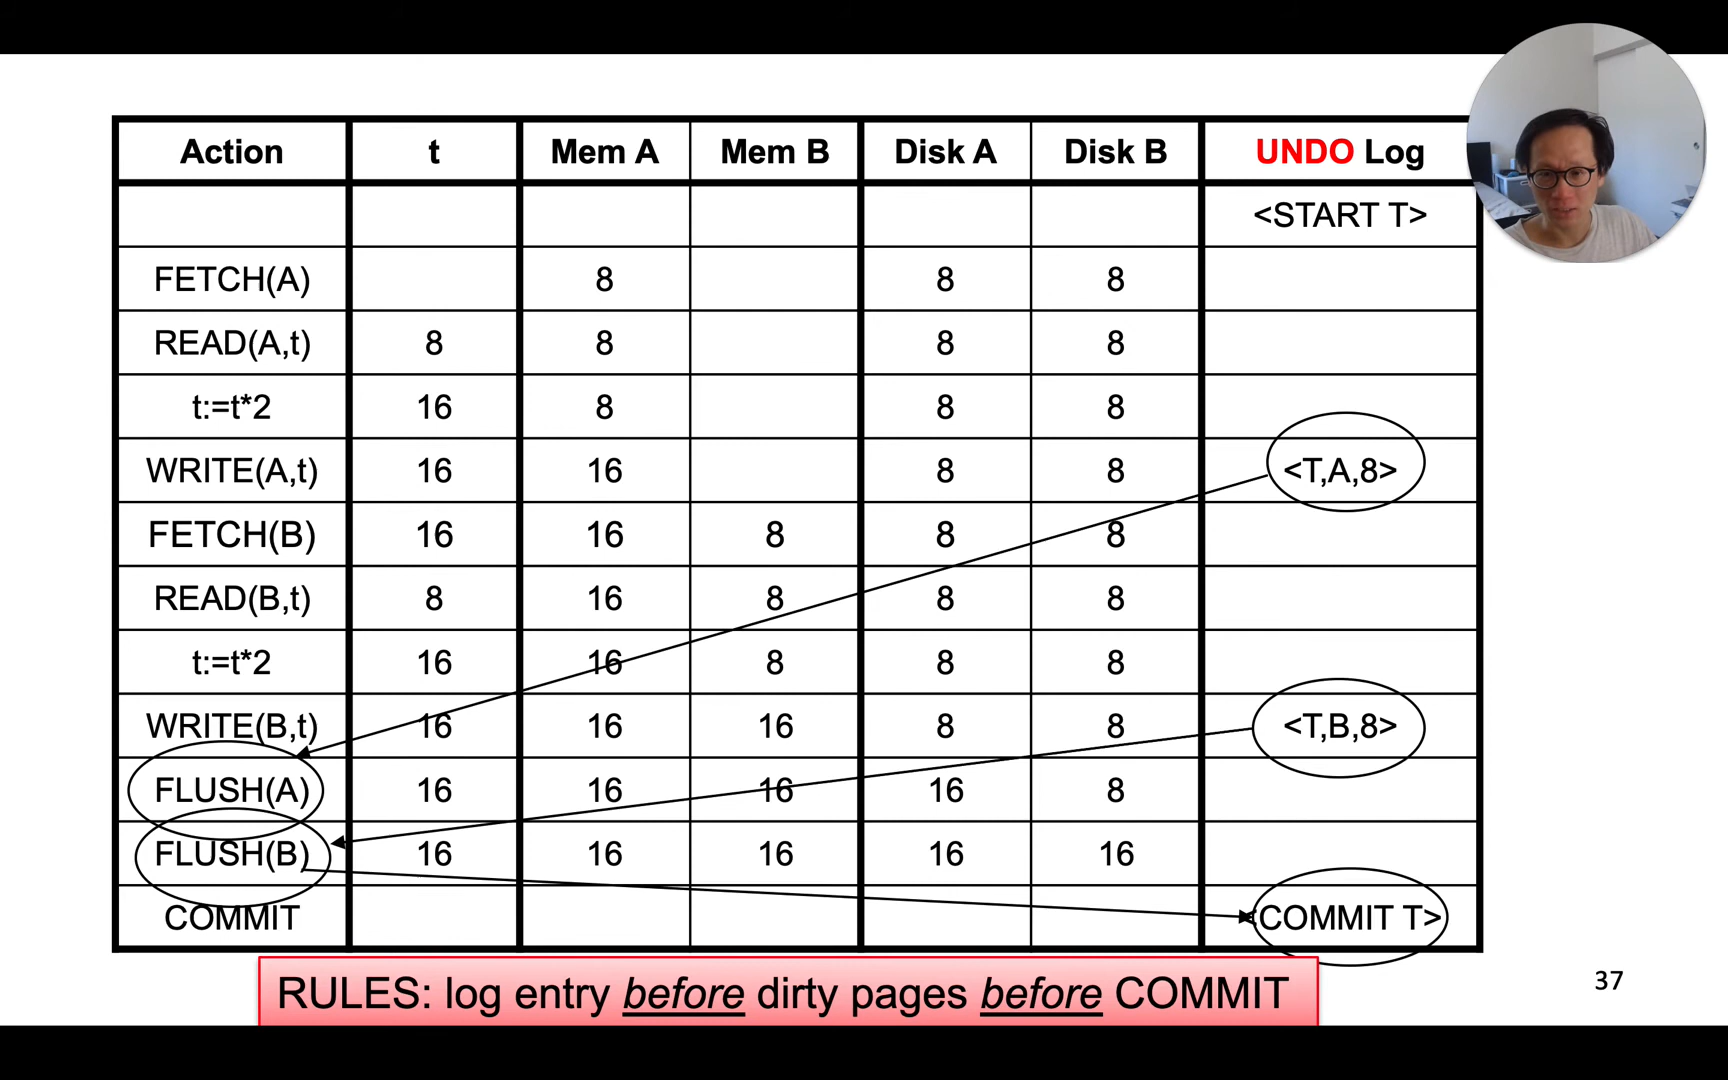 Action t Mem A Mem B Disk A Disk B UNDO Log
<START T>
FETCH(A) 8 8 8
READ(A,t) 8 8 8 8
t:=t*2 16 8 8 8
WRITE(A,t) 16 16 8 8 <T,A,8>
FETCH(B) 16 16 8 8 8
READ(B,t) 8 16 8 8 8
t:=t*2 16 16 8 8 8
WRITE(B,t) 16 16 16 8 8 <T,B,8>
FLUSH(A) 16 16 16 16 8
FLUSH(B) 16 16 16 16 16
COMMIT <COMMIT T>
RULES: log entry before dirty pages before COMMIT
37